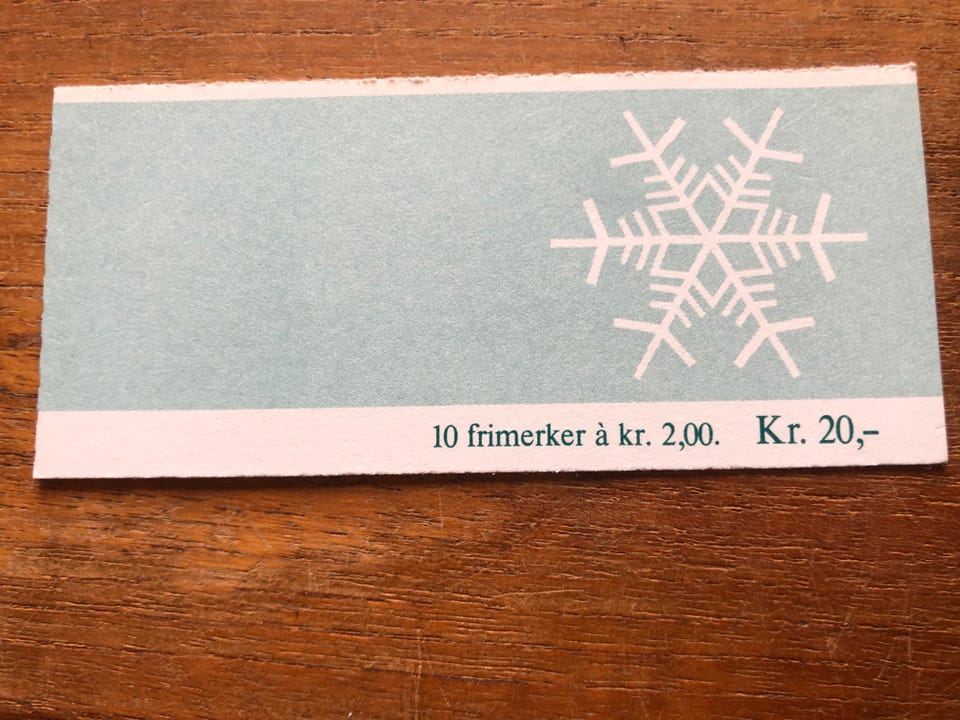 10 frimerker à kr. 2,00. Kr. 20,–